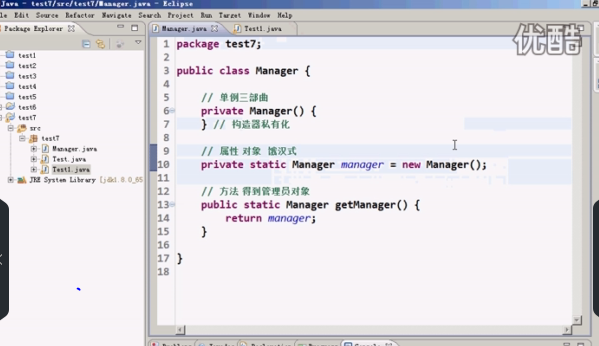 Java - test7/src/test7/Manager.java - Eclipse
Edit Source Refactor Navigate Search Project Run Target Window Help
Package Explorer
test1
test2
test3
test4
test5
test6
test7
src
test7
Manager.java
Test.java
Test1.java
JRE System Library [jdk1.8.0_65
Manager.java
Test1.java
优酷
1 package test7;
2
3 public class Manager {
4
5 // 单例三部曲
6 private Manager() {
7 } // 构造器私有化
8
9 // 属性 对象 饿汉式
10 private static Manager manager = new Manager();
11
12 // 方法 得到管理员对象
13 public static Manager getManager() {
14 return manager;
15 }
16
17 }
18